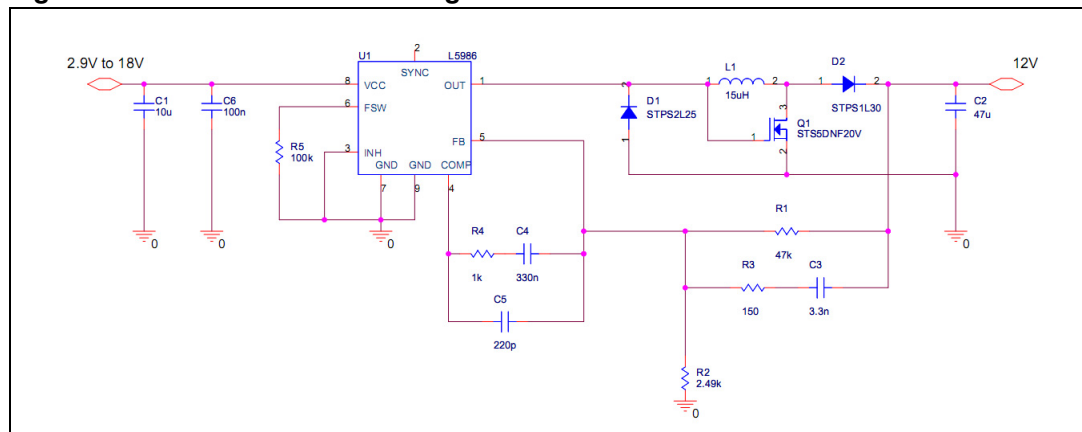 2.9V to 18V
C1
10u
C6
100n
0
0
R5
100k
U1
L5986
2
SYNC
8
VCC
OUT
1
6
FSW
FB
5
3
INH
GND
GND
COMP
7
9
4
0
R4
1k
C4
330n
C5
220p
2
D1
STPS2L25
1
L1
1
2
15uH
3
Q1
STS5DNF20V
1
2
D2
1
2
STPS1L30
12V
C2
47u
0
R1
47k
R3
150
C3
3.3n
R2
2.49k
0